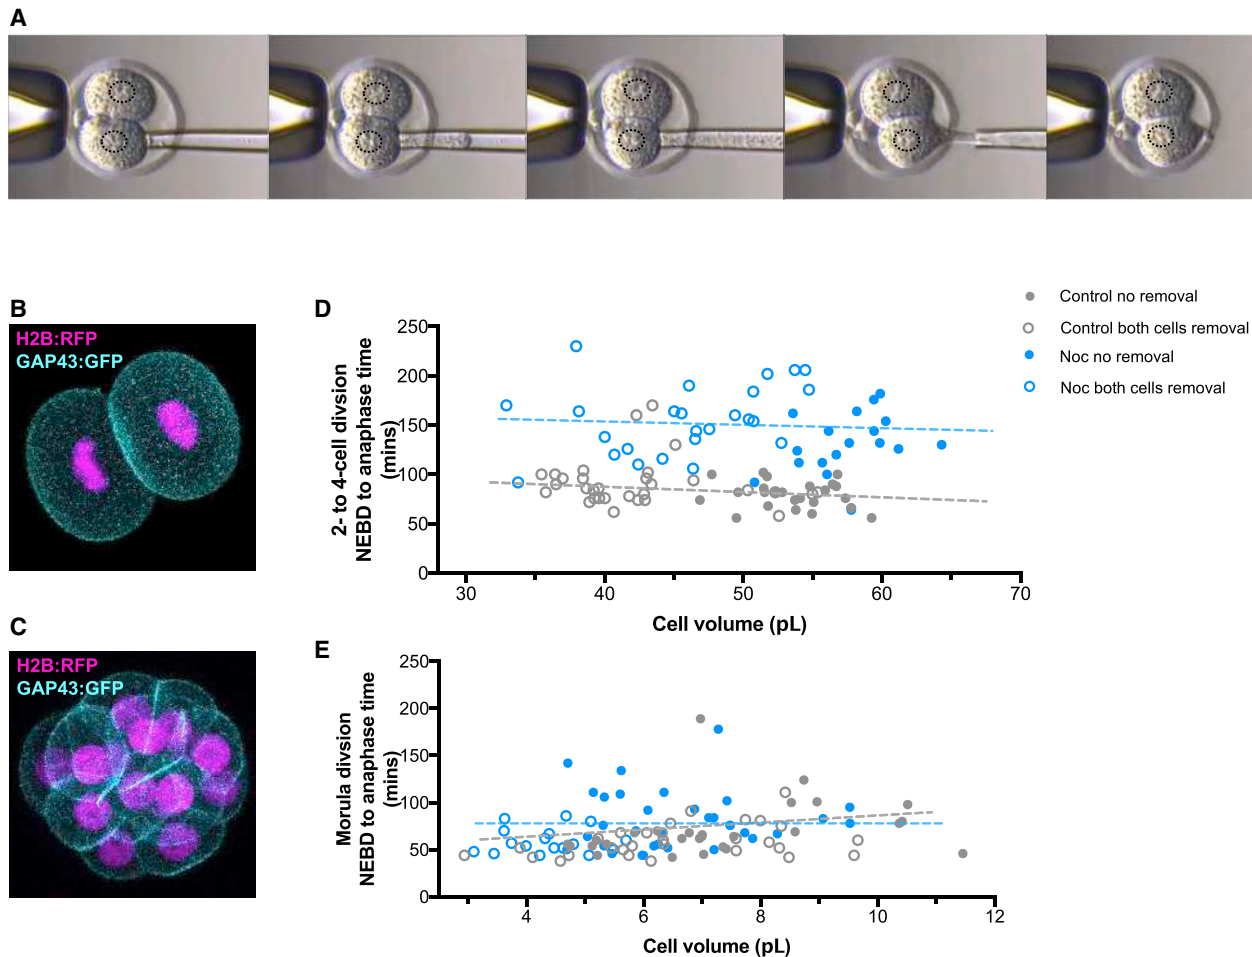 A
B
H2B:RFP
GAP43:GFP
C
H2B:RFP
GAP43:GFP
D
2- to 4-cell divsion
NEBD to anaphase time
(mins)
250
200
150
100
50
0
30
40
50
60
70
Cell volume (pL)
Control no removal
Control both cells removal
Noc no removal
Noc both cells removal
E
Morula divsion
NEBD to anaphase time
(mins)
250
200
150
100
50
0
4
6
8
10
12
Cell volume (pL)